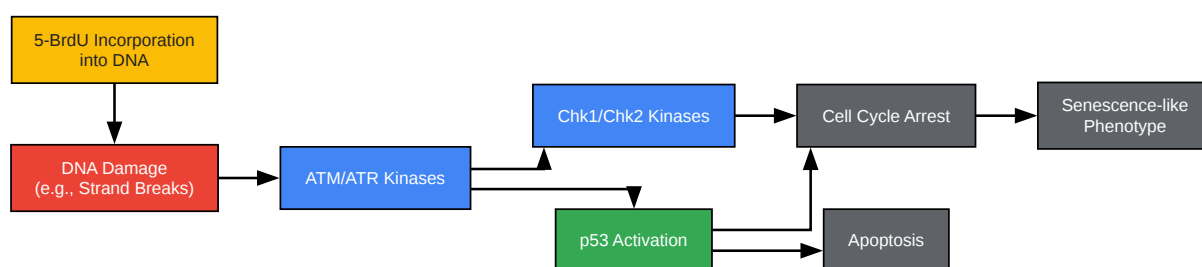 5-BrdU Incorporation
into DNA
DNA Damage
(e.g., Strand Breaks)
ATM/ATR Kinases
Chk1/Chk2 Kinases
p53 Activation
Cell Cycle Arrest
Apoptosis
Senescence-like
Phenotype